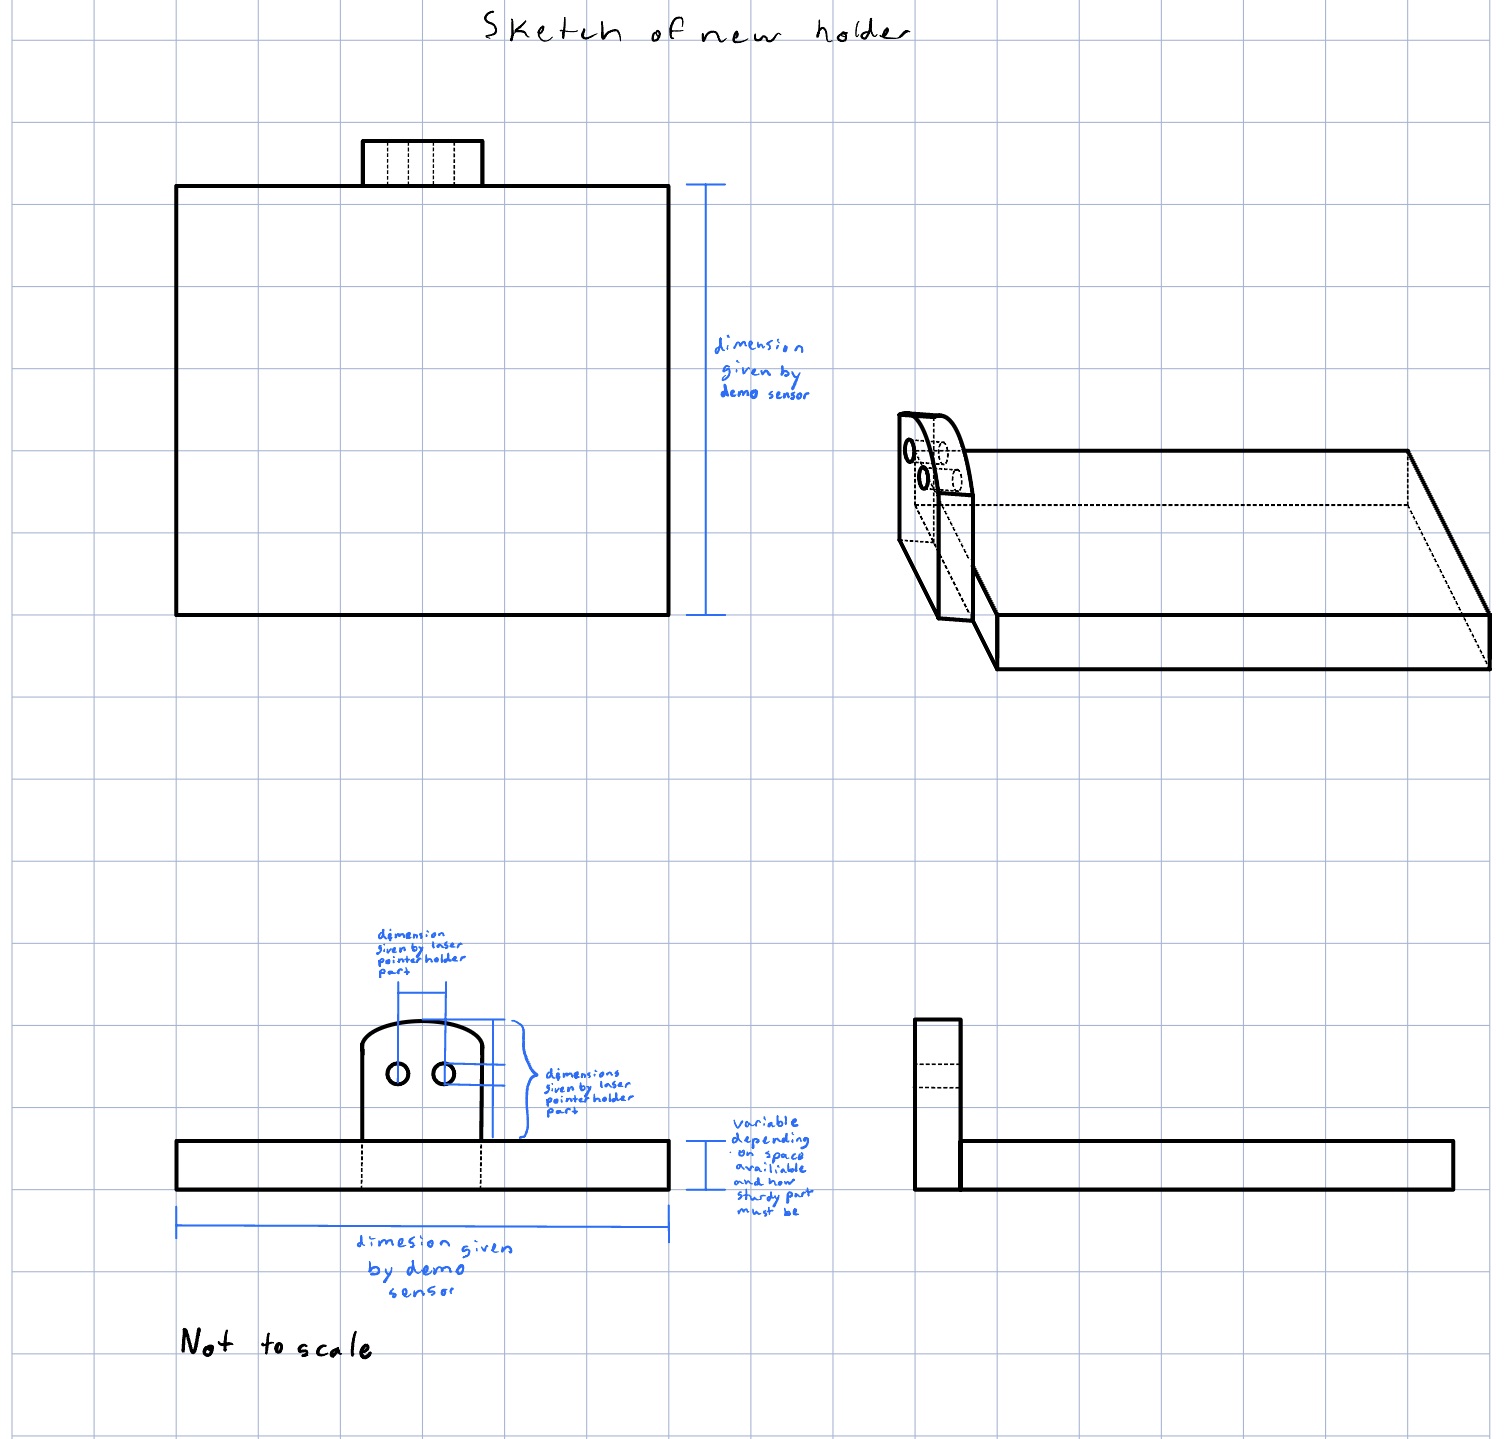 Sketch of new holder
dimension
given by
demo sensor
dimension
given by laser
pointer holder
part
dimensions
given by laser
pointer holder
part
variable
depending
on space
availiable
and how
sturdy part
must be
dimesion given
by demo
sensor
Not to scale